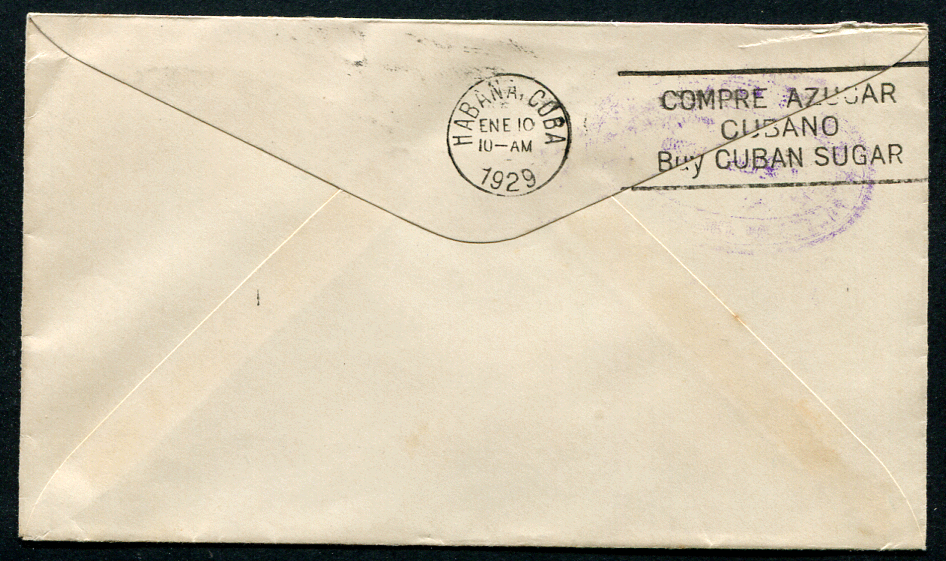 HABANA, CUBA
ENE 10
10-AM
1929
COMPRE AZUCAR
CUBANO
Buy CUBAN SUGAR